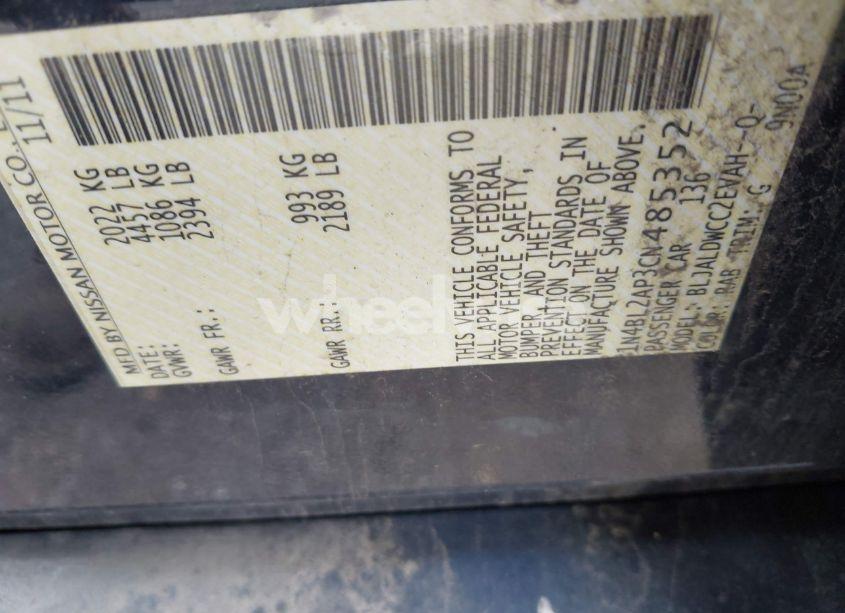 MFD BY NISSAN MOTOR CO., L
DATE: 11/11
GVWR: 2022 KG
4457 LB
GAWR FR.: 1086 KG
2394 LB
GAWR RR.: 993 KG
2189 LB
THIS VEHICLE CONFORMS TO
ALL APPLICABLE FEDERAL
MOTOR VEHICLE SAFETY,
BUMPER, AND THEFT
PREVENTION STANDARDS IN
EFFECT ON THE DATE OF
MANUFACTURE SHOWN ABOVE.
1N4BL2AP3CN485352
PASSENGER CAR 136
MODEL: BLJALDWCC2EVAH--Q-
COLOR: RAB TRIM: G 9N00A